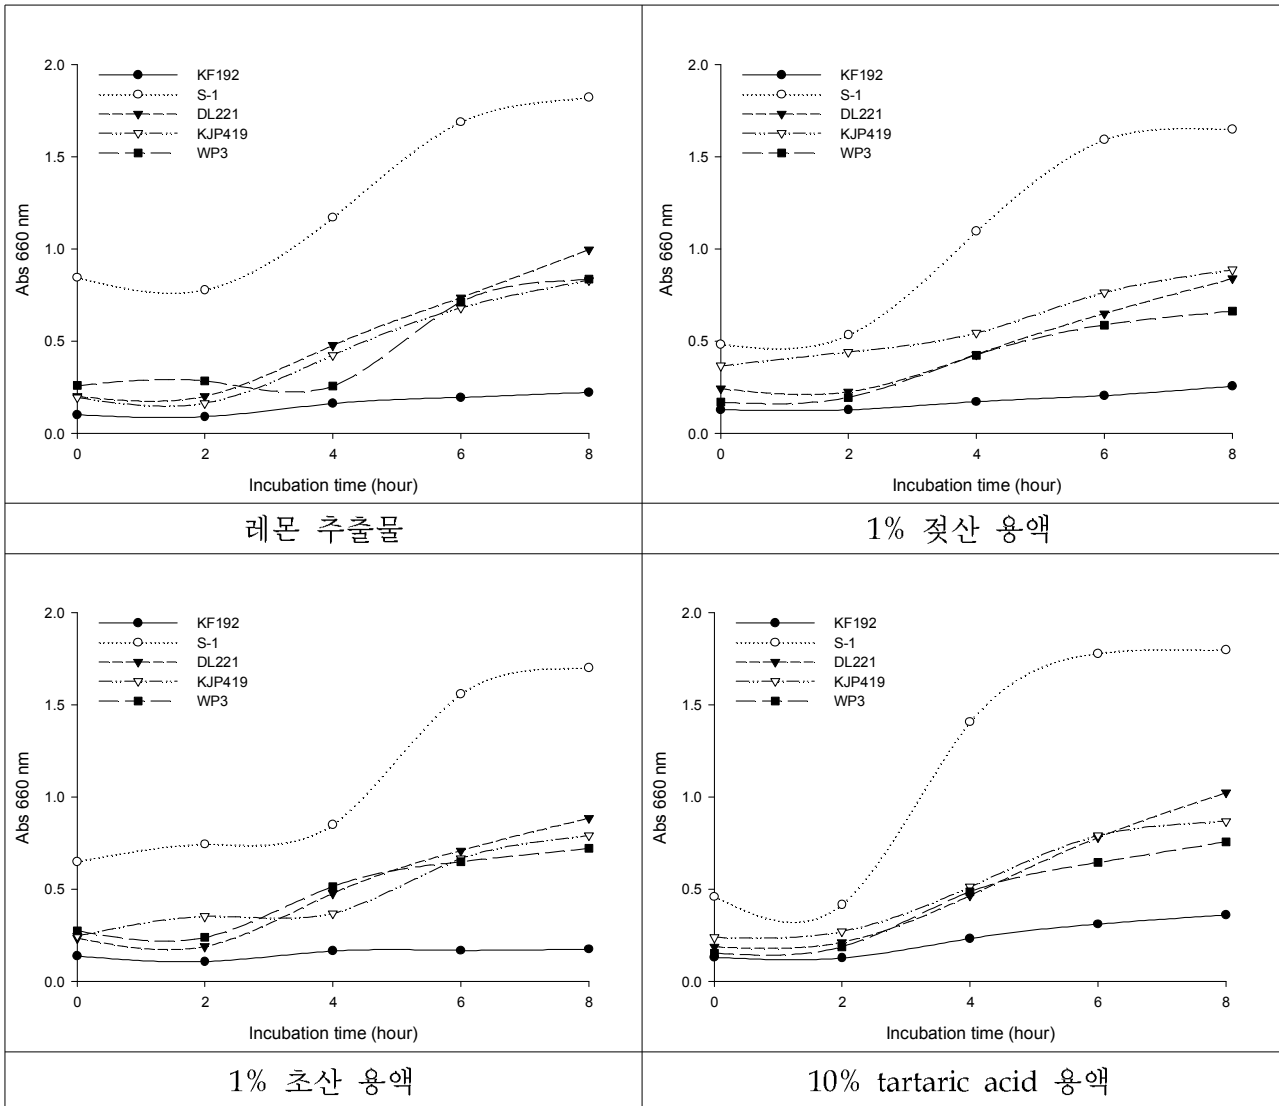 2.0
1.5
1.0
0.5
0.0
Abs 660 nm
KF192
S-1
DL221
KJP419
WP3
0 2 4 6 8
Incubation time (hour)
레몬 추출물
2.0
1.5
1.0
0.5
0.0
Abs 660 nm
KF192
S-1
DL221
KJP419
WP3
0 2 4 6 8
Incubation time (hour)
1% 젖산 용액
2.0
1.5
1.0
0.5
0.0
Abs 660 nm
KF192
S-1
DL221
KJP419
WP3
0 2 4 6 8
Incubation time (hour)
1% 초산 용액
2.0
1.5
1.0
0.5
0.0
Abs 660 nm
KF192
S-1
DL221
KJP419
WP3
0 2 4 6 8
Incubation time (hour)
10% tartaric acid 용액